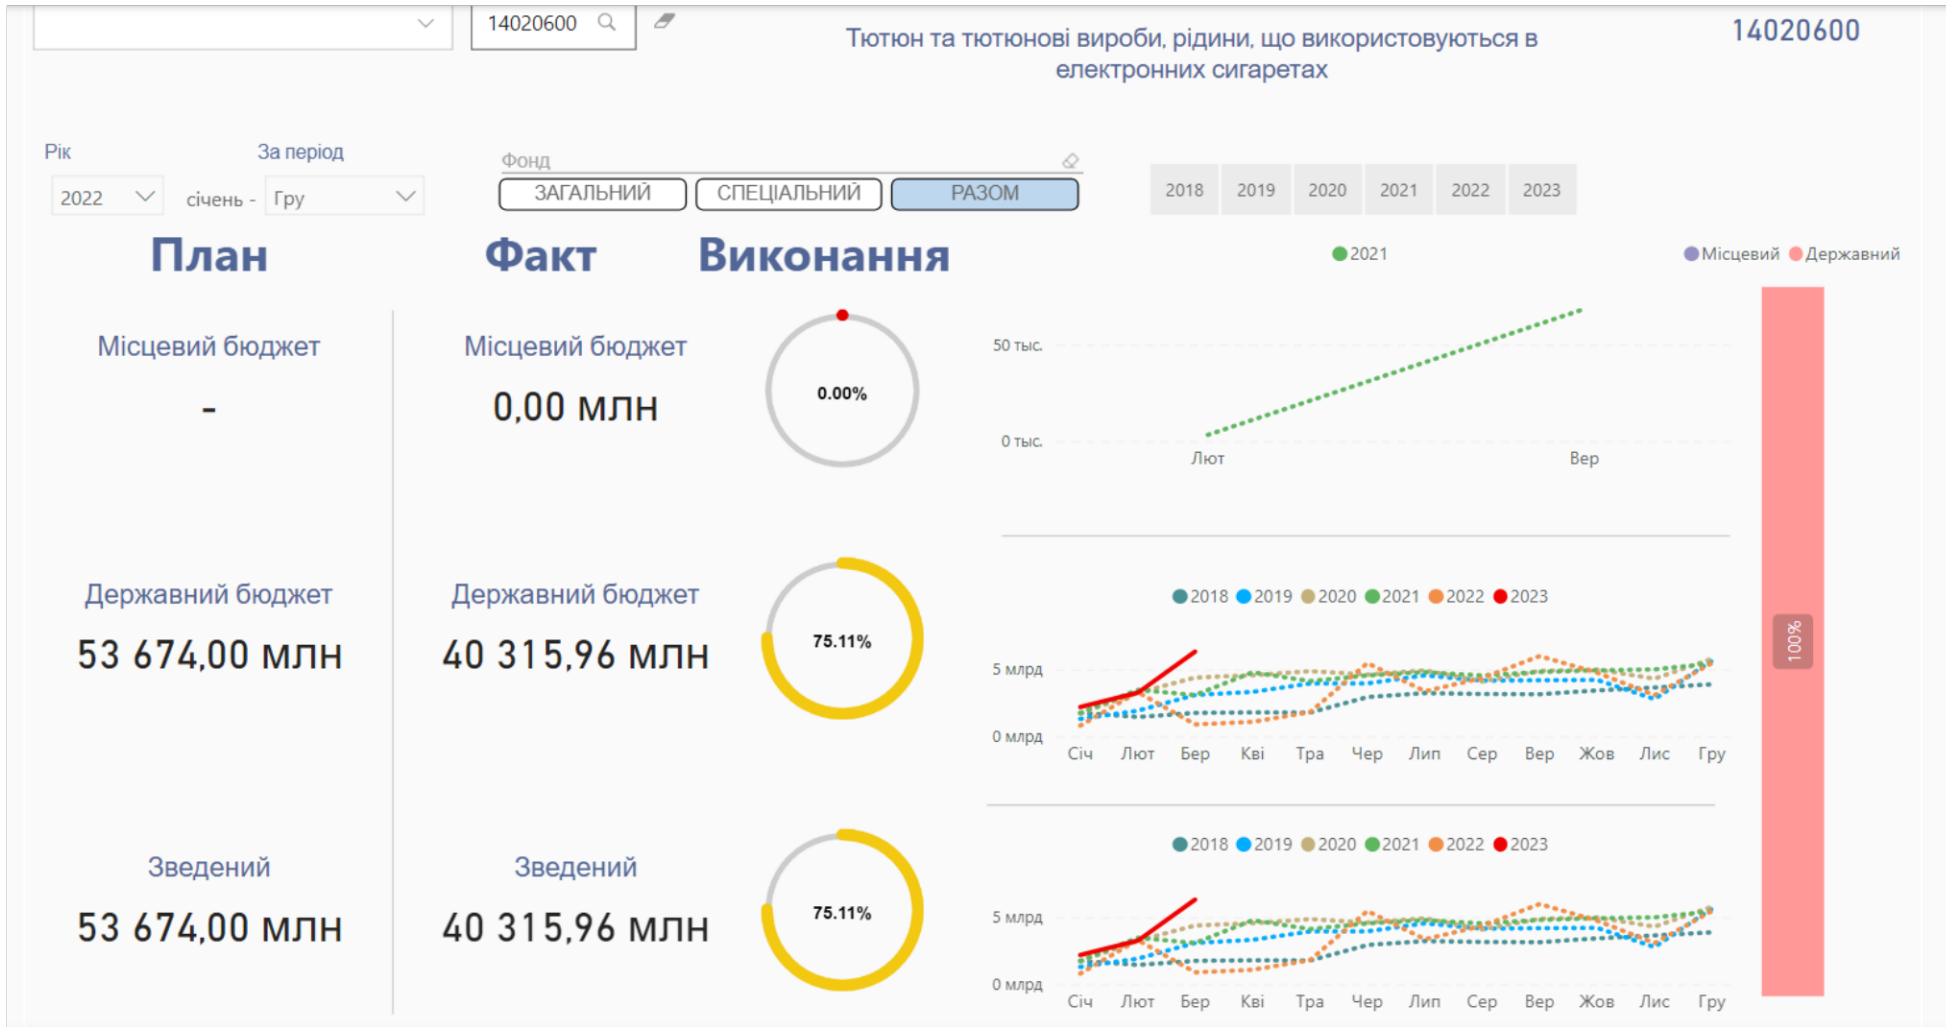 14020600
Тютюн та тютюнові вироби, рідини, що використовуються в
електронних сигаретах
14020600
Рік
За період
2022
січень -
Гру
Фонд
ЗАГАЛЬНИЙ
СПЕЦІАЛЬНИЙ
РАЗОМ
2018
2019
2020
2021
2022
2023
План
Факт
Виконання
2021
Місцевий
Державний
Місцевий бюджет
-
Місцевий бюджет
0,00 млн
0.00%
50 тыс.
0 тыс.
Лют
Вер
Державний бюджет
53 674,00 млн
Державний бюджет
40 315,96 млн
75.11%
2018 2019 2020 2021 2022 2023
5 млрд
0 млрд
Січ Лют Бер Кві Тра Чер Лип Сер Вер Жов Лис Гру
100%
Зведений
53 674,00 млн
Зведений
40 315,96 млн
75.11%
2018 2019 2020 2021 2022 2023
5 млрд
0 млрд
Січ Лют Бер Кві Тра Чер Лип Сер Вер Жов Лис Гру